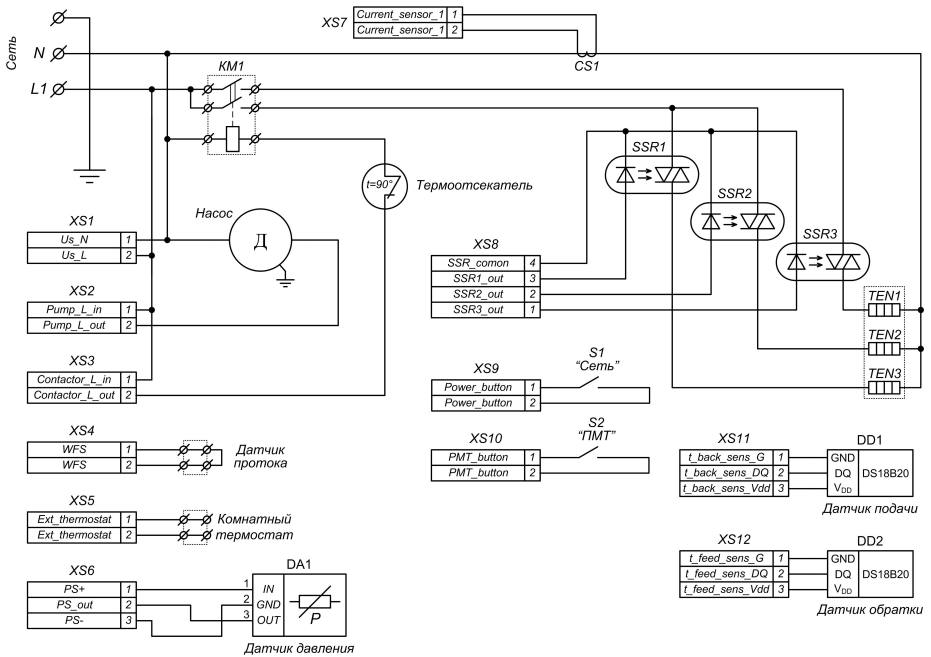 XS7
Current_sensor_1 1
Current_sensor_1 2
CS1
Сеть
N
L1
KM1
t=90°
Термоотсекатель
SSR1
SSR2
SSR3
XS1
Us_N 1
Us_L 2
Насос
Д
XS2
Pump_L_in 1
Pump_L_out 2
XS3
Contactor_L_in 1
Contactor_L_out 2
XS8
SSR_comon 4
SSR1_out 3
SSR2_out 2
SSR3_out 1
TEN1
TEN2
TEN3
XS9
Power_button 1
Power_button 2
S1
“Сеть”
XS4
WFS 1
WFS 2
Датчик
протока
XS10
PMT_button 1
PMT_button 2
S2
“ПМТ”
XS11
t_back_sens_G 1
t_back_sens_DQ 2
t_back_sens_Vdd 3
DD1
GND
DQ
VDD
DS18B20
Датчик подачи
XS5
Ext_thermostat 1
Ext_thermostat 2
Комнатный
термостат
XS12
t_feed_sens_G 1
t_feed_sens_DQ 2
t_feed_sens_Vdd 3
DD2
GND
DQ
VDD
DS18B20
Датчик обратки
XS6
PS+ 1
PS_out 2
PS- 3
DA1
1 IN
2 GND
3 OUT
P
Датчик давления